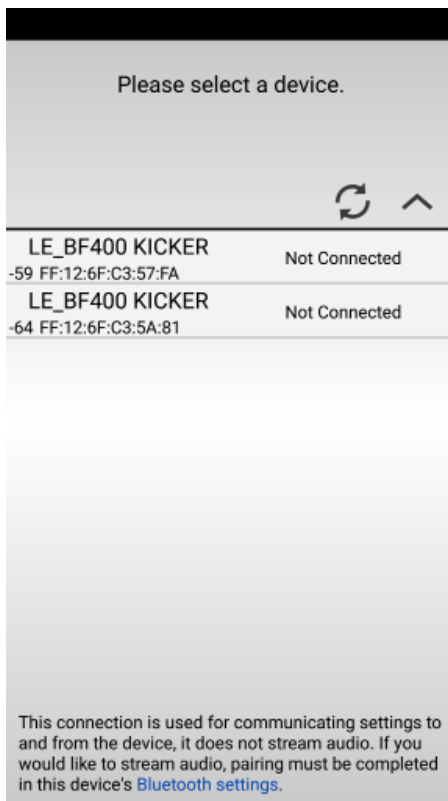 Please select a device.
LE_BF400 KICKER
Not Connected
-59 FF:12:6F:C3:57:FA
LE_BF400 KICKER
Not Connected
-64 FF:12:6F:C3:5A:81
This connection is used for communicating settings to
and from the device, it does not stream audio. If you
would like to stream audio, pairing must be completed
in this device's Bluetooth settings.